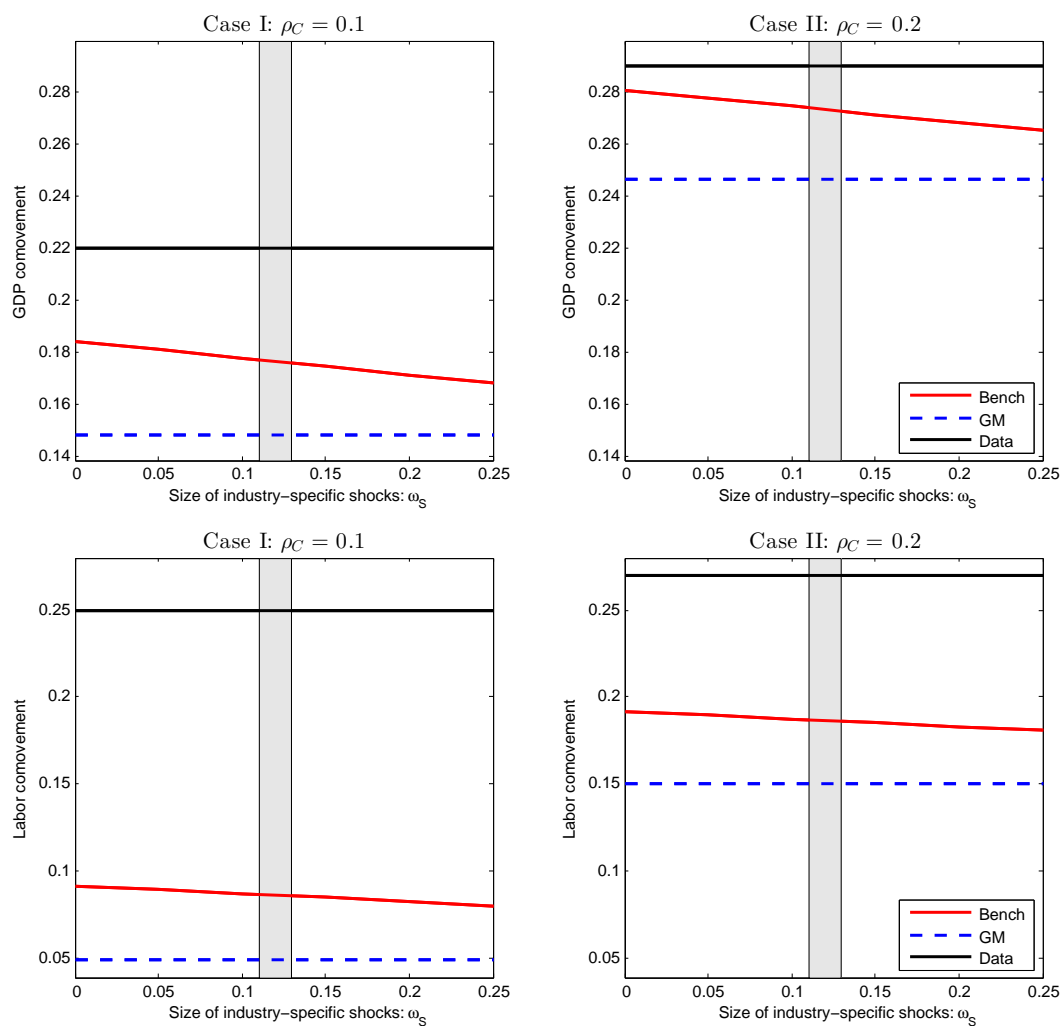 Case I: ρ_C = 0.1
GDP comovement
0.28
0.26
0.24
0.22
0.2
0.18
0.16
0.14
0 0.05 0.1 0.15 0.2 0.25
Size of industry−specific shocks: ω_S
Case II: ρ_C = 0.2
GDP comovement
0.28
0.26
0.24
0.22
0.2
0.18
0.16
0.14
Bench
GM
Data
0 0.05 0.1 0.15 0.2 0.25
Size of industry−specific shocks: ω_S
Case I: ρ_C = 0.1
Labor comovement
0.25
0.2
0.15
0.1
0.05
0 0.05 0.1 0.15 0.2 0.25
Size of industry−specific shocks: ω_S
Case II: ρ_C = 0.2
Labor comovement
0.25
0.2
0.15
0.1
0.05
Bench
GM
Data
0 0.05 0.1 0.15 0.2 0.25
Size of industry−specific shocks: ω_S